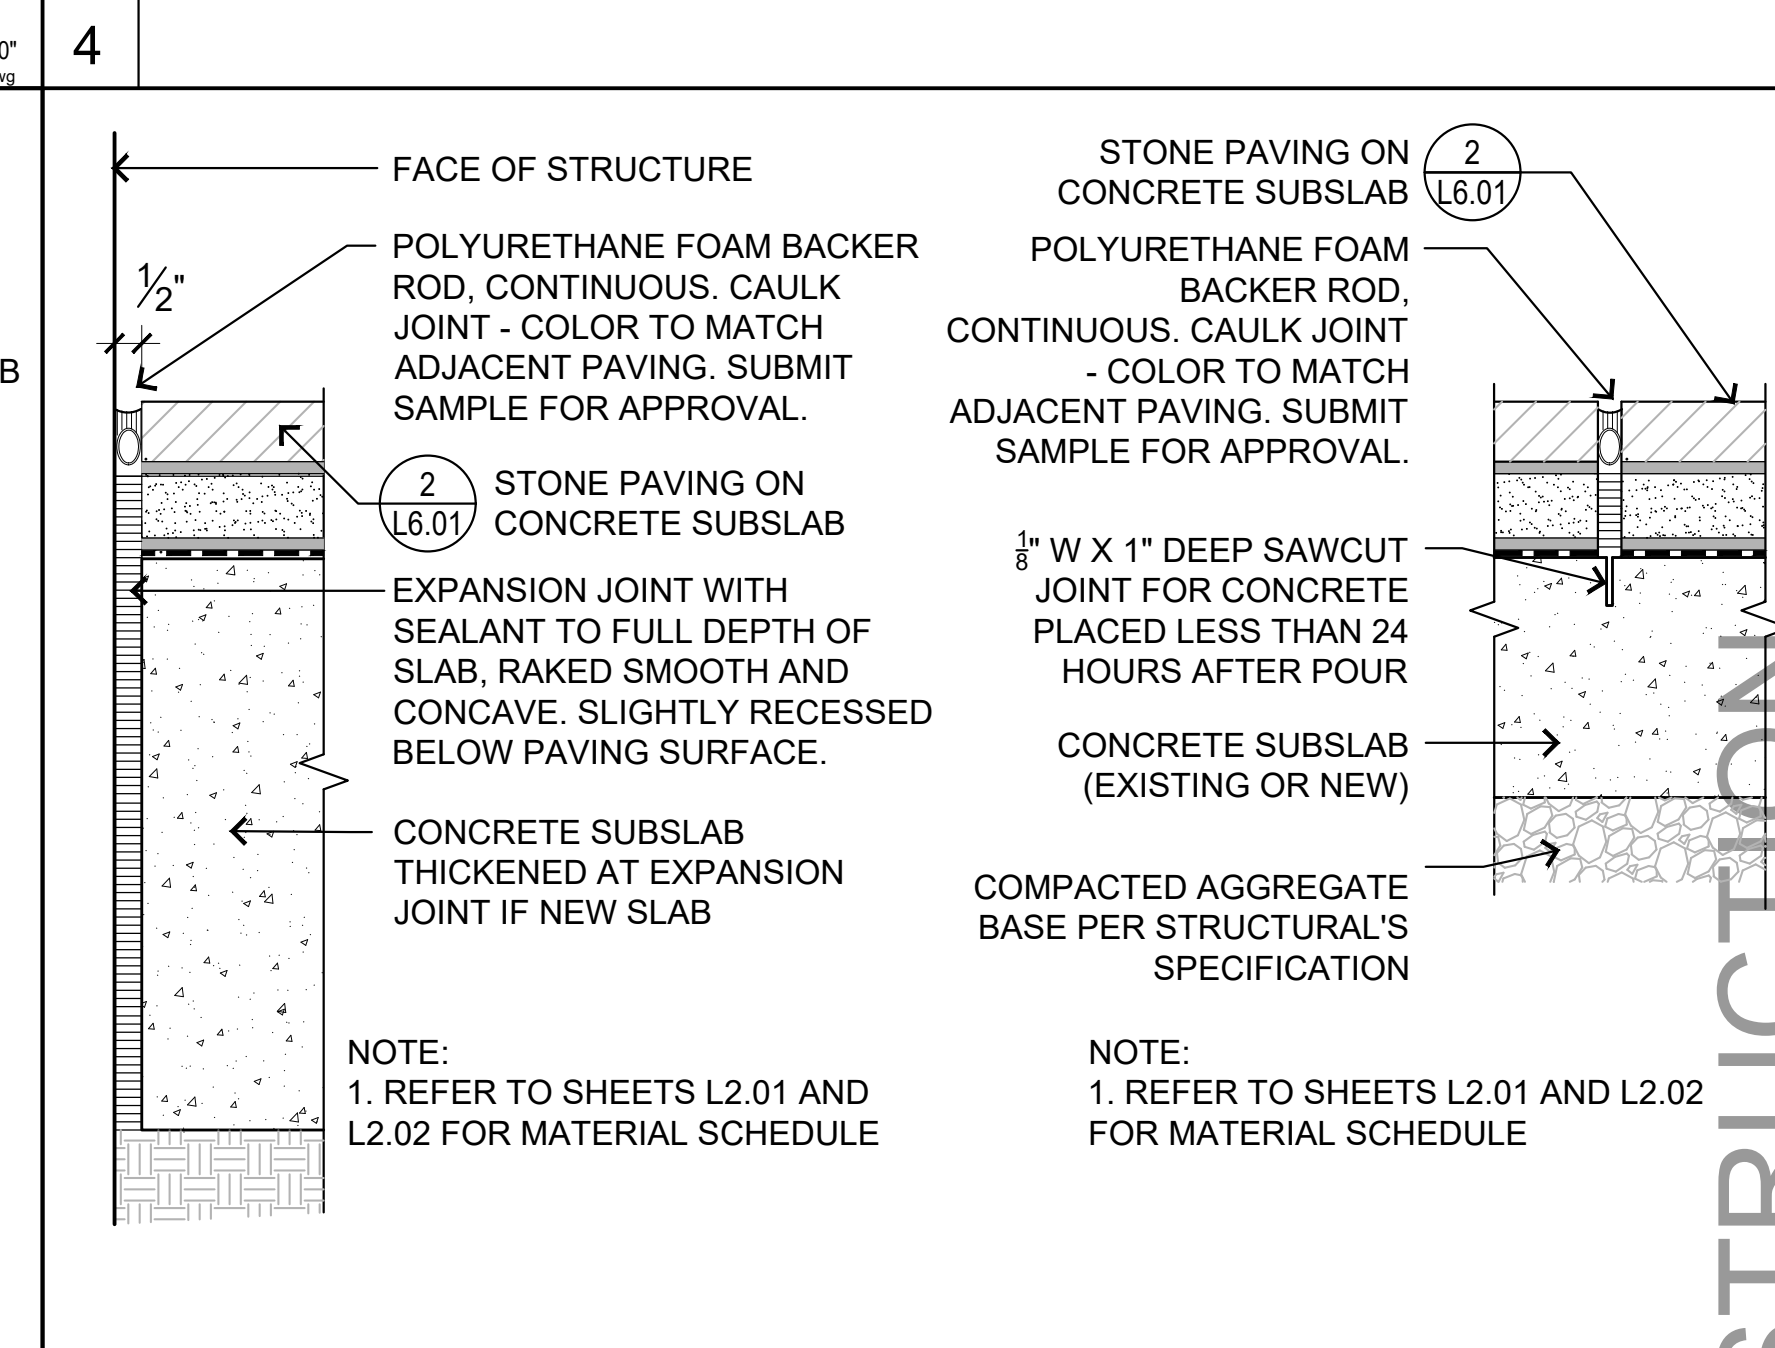 0"
wg
4
B
FACE OF STRUCTURE
POLYURETHANE FOAM BACKER
ROD, CONTINUOUS. CAULK
JOINT - COLOR TO MATCH
ADJACENT PAVING. SUBMIT
SAMPLE FOR APPROVAL.
1/2"
2
L6.01
STONE PAVING ON
CONCRETE SUBSLAB
EXPANSION JOINT WITH
SEALANT TO FULL DEPTH OF
SLAB, RAKED SMOOTH AND
CONCAVE. SLIGHTLY RECESSED
BELOW PAVING SURFACE.
CONCRETE SUBSLAB
THICKENED AT EXPANSION
JOINT IF NEW SLAB
NOTE:
1. REFER TO SHEETS L2.01 AND
L2.02 FOR MATERIAL SCHEDULE
STONE PAVING ON
CONCRETE SUBSLAB
2
L6.01
POLYURETHANE FOAM
BACKER ROD,
CONTINUOUS. CAULK JOINT
- COLOR TO MATCH
ADJACENT PAVING. SUBMIT
SAMPLE FOR APPROVAL.
1/8" W X 1" DEEP SAWCUT
JOINT FOR CONCRETE
PLACED LESS THAN 24
HOURS AFTER POUR
CONCRETE SUBSLAB
(EXISTING OR NEW)
COMPACTED AGGREGATE
BASE PER STRUCTURAL'S
SPECIFICATION
NOTE:
1. REFER TO SHEETS L2.01 AND L2.02
FOR MATERIAL SCHEDULE
STRUCTION